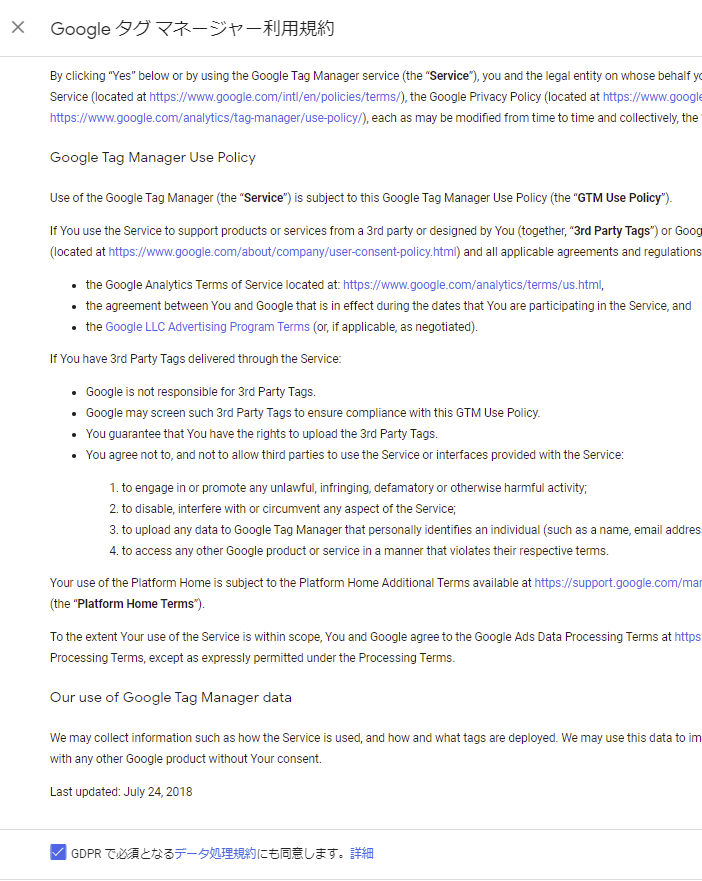 Google タグ マネージャー利用規約
By clicking “Yes” below or by using the Google Tag Manager service (the “Service”), you and the legal entity on whose behalf
Service (located at https://www.google.com/intl/en/policies/terms/), the Google Privacy Policy (located at https://www.google
https://www.google.com/analytics/tag-manager/use-policy/), each as may be modified from time to time and collectively, the
Google Tag Manager Use Policy
Use of the Google Tag Manager (the “Service”) is subject to this Google Tag Manager Use Policy (the “GTM Use Policy”).
If You use the Service to support products or services from a 3rd party or designed by You (together, “3rd Party Tags”) or Goog
(located at https://www.google.com/about/company/user-consent-policy.html) and all applicable agreements and regulations
• the Google Analytics Terms of Service located at: https://www.google.com/analytics/terms/us.html,
• the agreement between You and Google that is in effect during the dates that You are participating in the Service, and
• the Google LLC Advertising Program Terms (or, if applicable, as negotiated).
If You have 3rd Party Tags delivered through the Service:
• Google is not responsible for 3rd Party Tags.
• Google may screen such 3rd Party Tags to ensure compliance with this GTM Use Policy.
• You guarantee that You have the rights to upload the 3rd Party Tags.
• You agree not to, and not to allow third parties to use the Service or interfaces provided with the Service:
1. to engage in or promote any unlawful, infringing, defamatory or otherwise harmful activity;
2. to disable, interfere with or circumvent any aspect of the Service;
3. to upload any data to Google Tag Manager that personally identifies an individual (such as a name, email addres
4. to access any other Google product or service in a manner that violates their respective terms.
Your use of the Platform Home is subject to the Platform Home Additional Terms available at https://support.google.com/mar
(the “Platform Home Terms”).
To the extent Your use of the Service is within scope, You and Google agree to the Google Ads Data Processing Terms at https
Processing Terms, except as expressly permitted under the Processing Terms.
Our use of Google Tag Manager data
We may collect information such as how the Service is used, and how and what tags are deployed. We may use this data to im
with any other Google product without Your consent.
Last updated: July 24, 2018
GDPR で必須となるデータ処理規約にも同意します。詳細